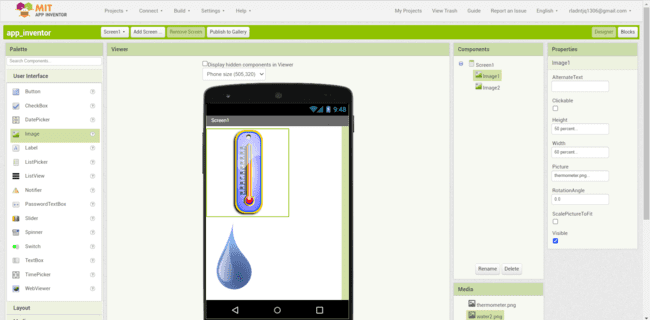 MIT
APP INVENTOR
Projects Connect Build Settings Help
My Projects View Trash Guide Report an issue English
app_inventor
Screen1 Add Screen ... Remove Screen Publish to Gallery
Designer Blocks
Palette
Search Components...
User Interface
Button
CheckBox
DatePicker
Image
Label
ListPicker
ListView
Notifier
PasswordTextBox
Slider
Spinner
Switch
TextBox
TimePicker
WebViewer
Layout
Viewer
Display hidden components in Viewer
Phone size (505,320)
9:48
Screen1
Components
Screen1
Image1
Image2
Rename Delete
Media
thermometer.png
water2.png
Properties
Image1
AlternateText
Clickable
Height
50 percent...
Width
60 percent...
Picture
thermometer.png...
RotationAngle
0.0
ScalePictureToFit
Visible